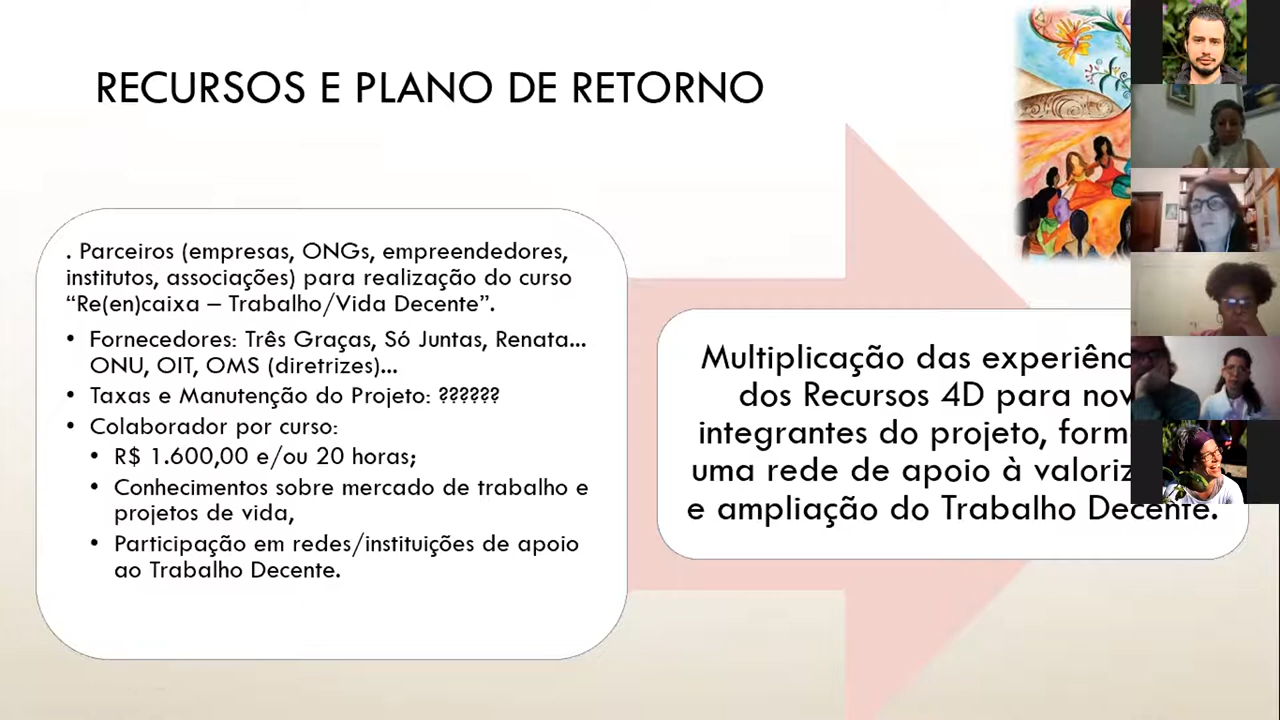 RECURSOS E PLANO DE RETORNO
. Parceiros (empresas, ONGs, empreendedores,
institutos, associações) para realização do curso
“Re(en)caixa – Trabalho/Vida Decente”.
• Fornecedores: Três Graças, Só Juntas, Renata...
ONU, OIT, OMS (diretrizes)...
• Taxas e Manutenção do Projeto: ??????
• Colaborador por curso:
• R$ 1.600,00 e/ou 20 horas;
• Conhecimentos sobre mercado de trabalho e
projetos de vida,
• Participação em redes/instituições de apoio
ao Trabalho Decente.
Multiplicação das
dos Recursos 4D para
integrantes do projeto,
uma rede de apoio à
e ampliação do Trabalho Decente.